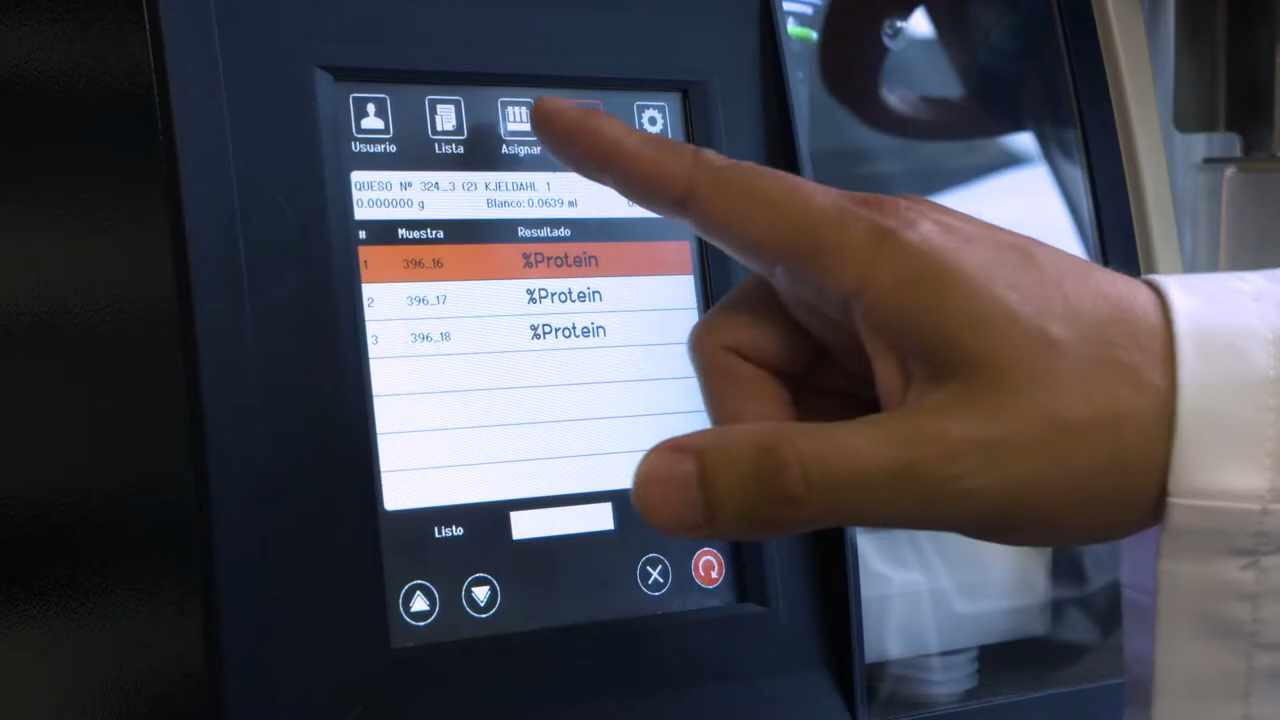 Usuario Lista Asignar
QUESO Nº 324_3 (2) KJELDAHL 1
0.000000 g Blanco: 0.0639 ml 0.
# Muestra Resultado
1 396_16 %Protein
2 396_17 %Protein
3 396_18 %Protein
Listo